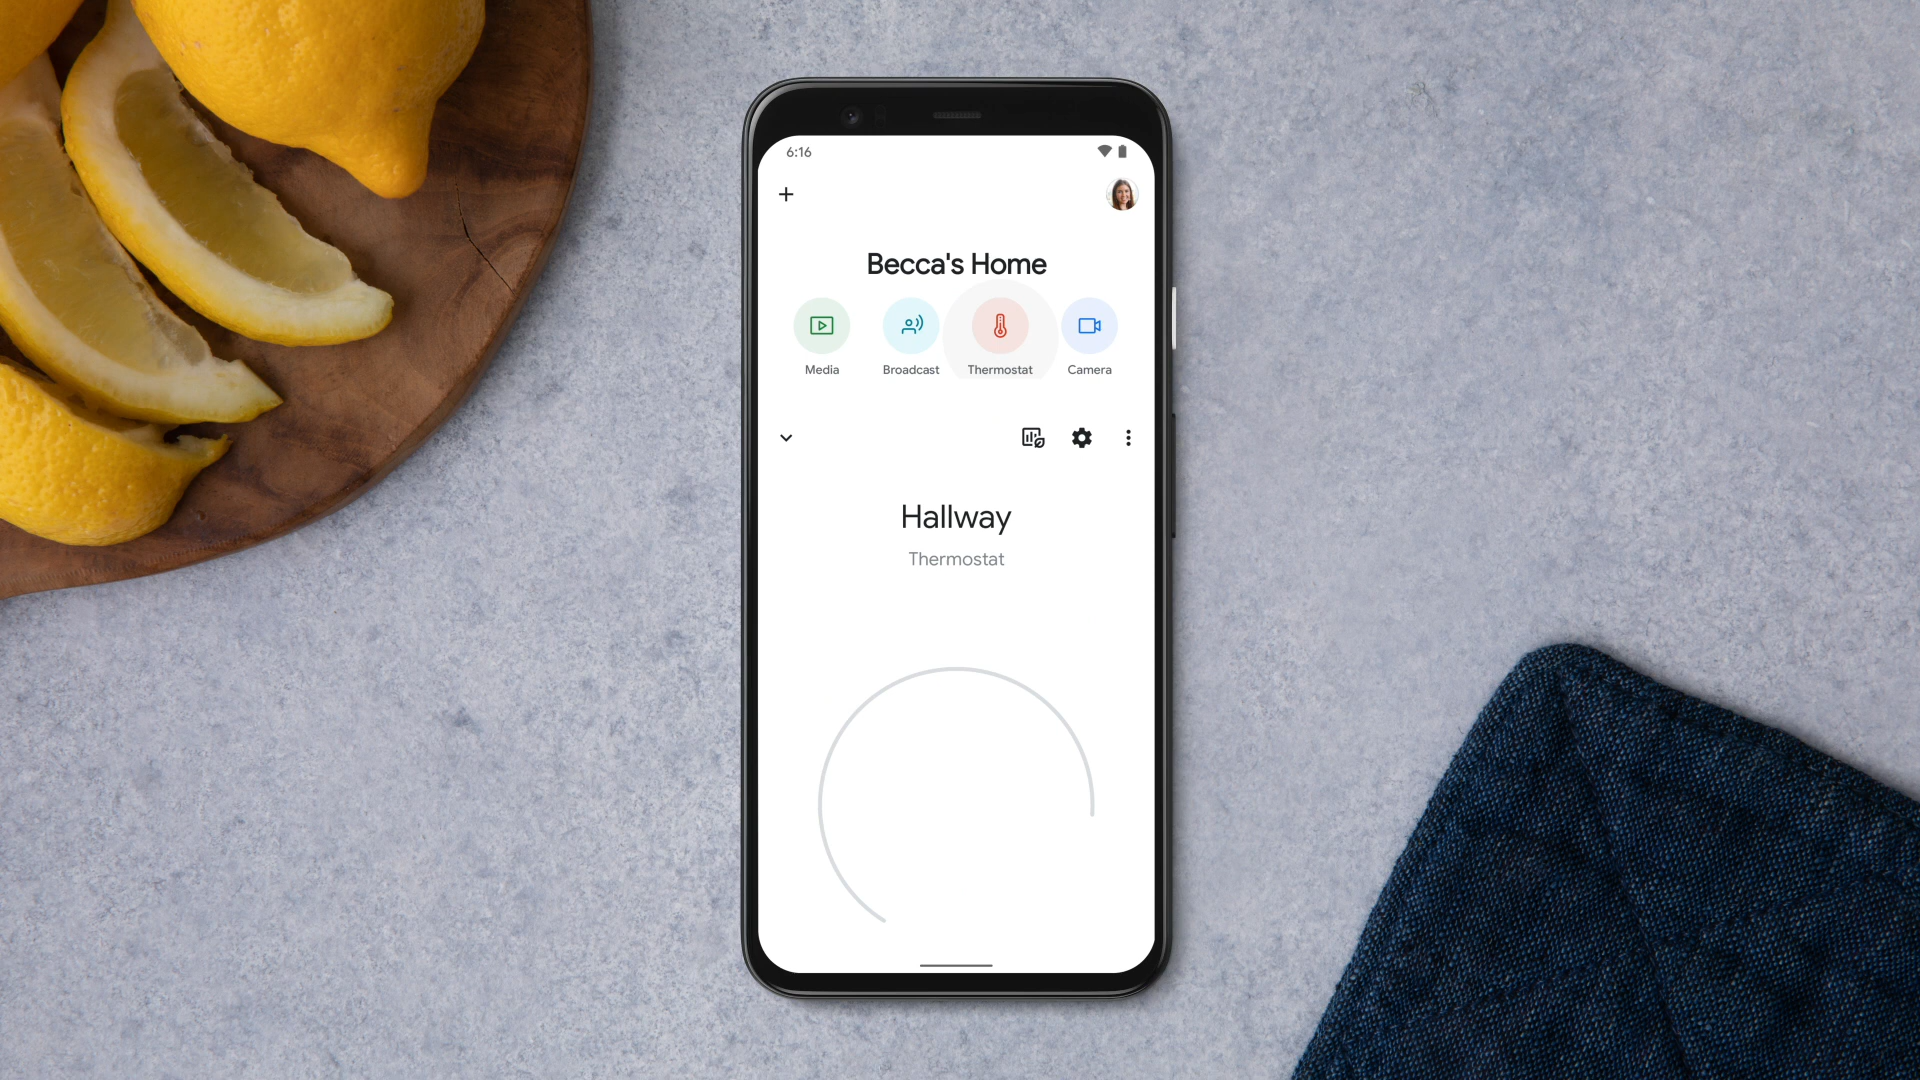 6:16
Becca's Home
Media Broadcast Thermostat Camera
Hallway
Thermostat